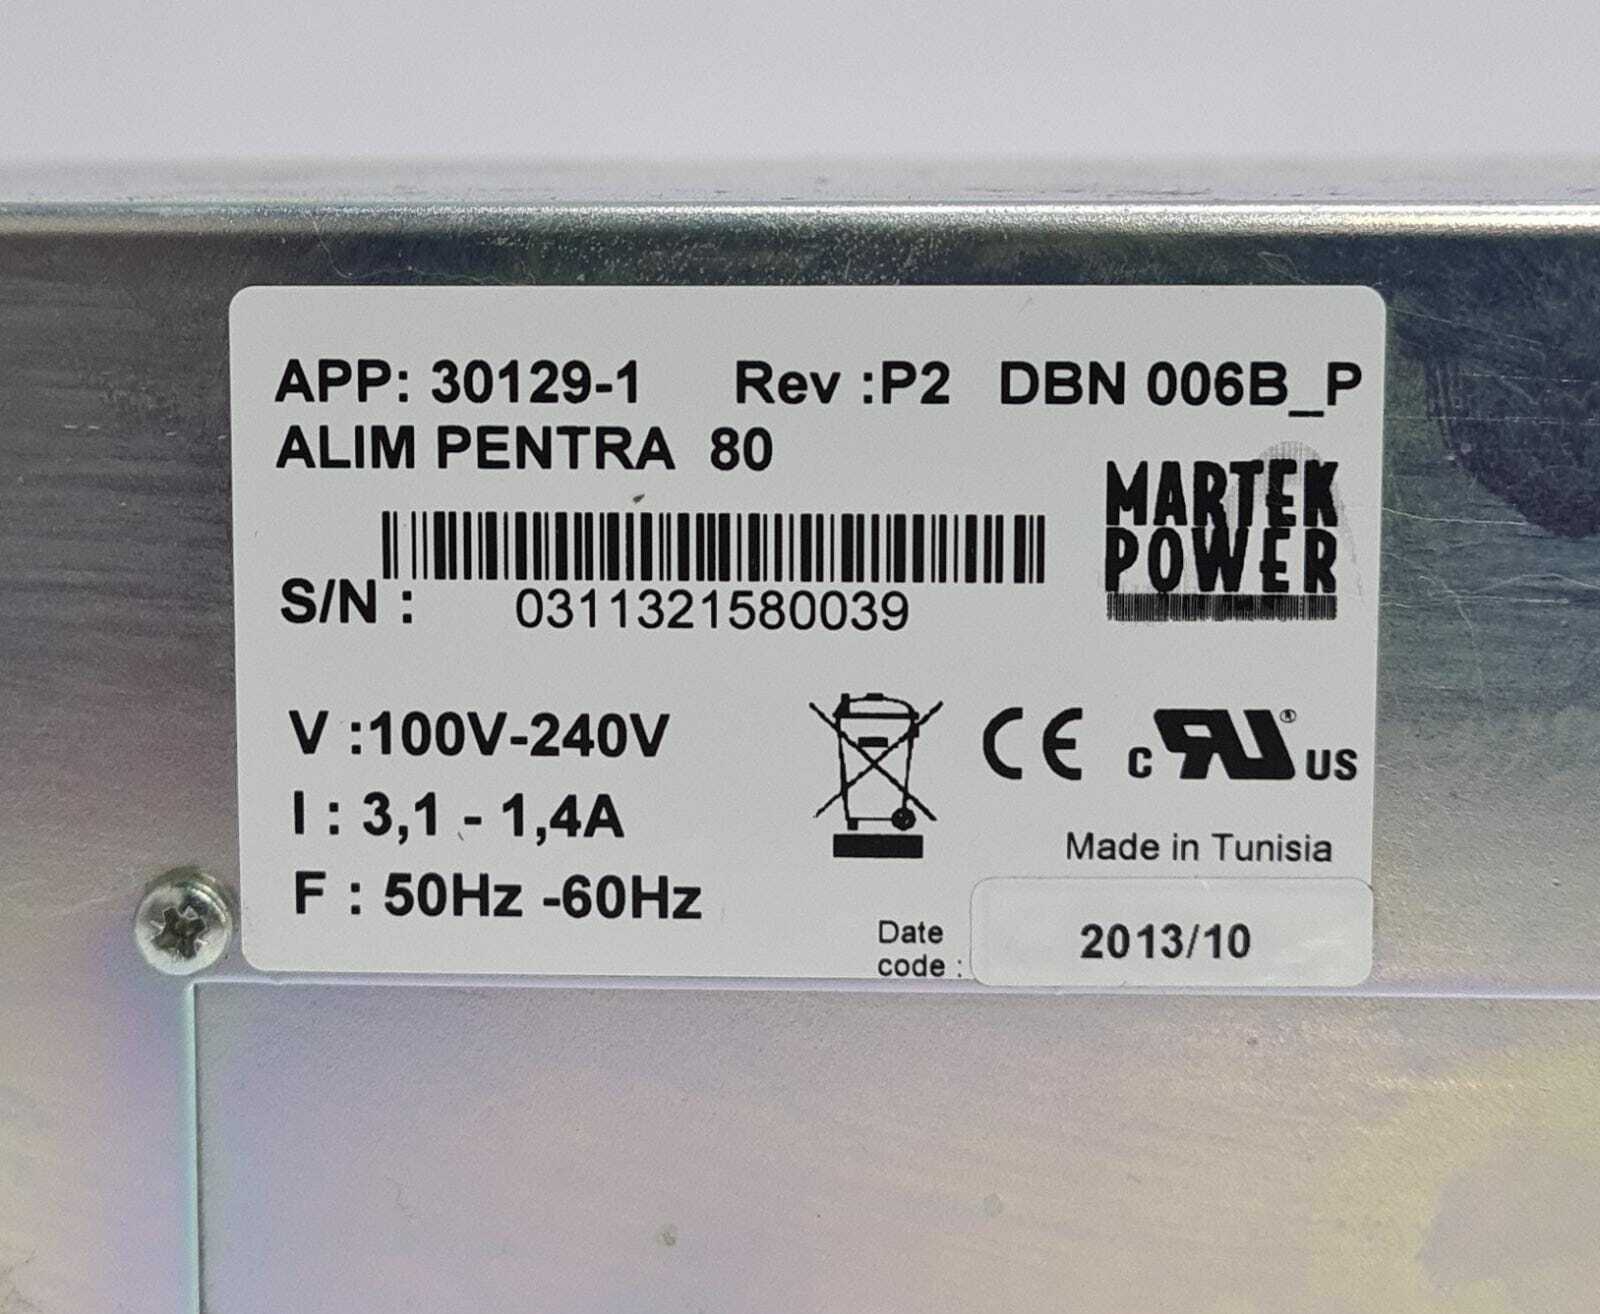 APP: 30129-1 Rev :P2 DBN 006B_P
ALIM PENTRA 80
MARTEK
POWER
S/N : 0311321580039
V :100V-240V
I : 3,1 - 1,4A
F : 50Hz -60Hz
CE c RU® US
Made in Tunisia
Date
code : 2013/10